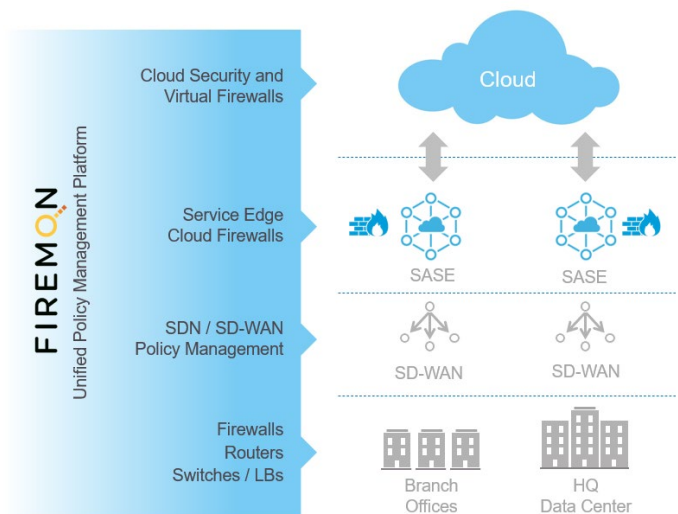 FIREMON
Unified Policy Management Platform
Cloud Security and
Virtual Firewalls
Cloud
Service Edge
Cloud Firewalls
SASE
SASE
SDN / SD-WAN
Policy Management
SD-WAN
SD-WAN
Firewalls
Routers
Switches / LBs
Branch
Offices
HQ
Data Center